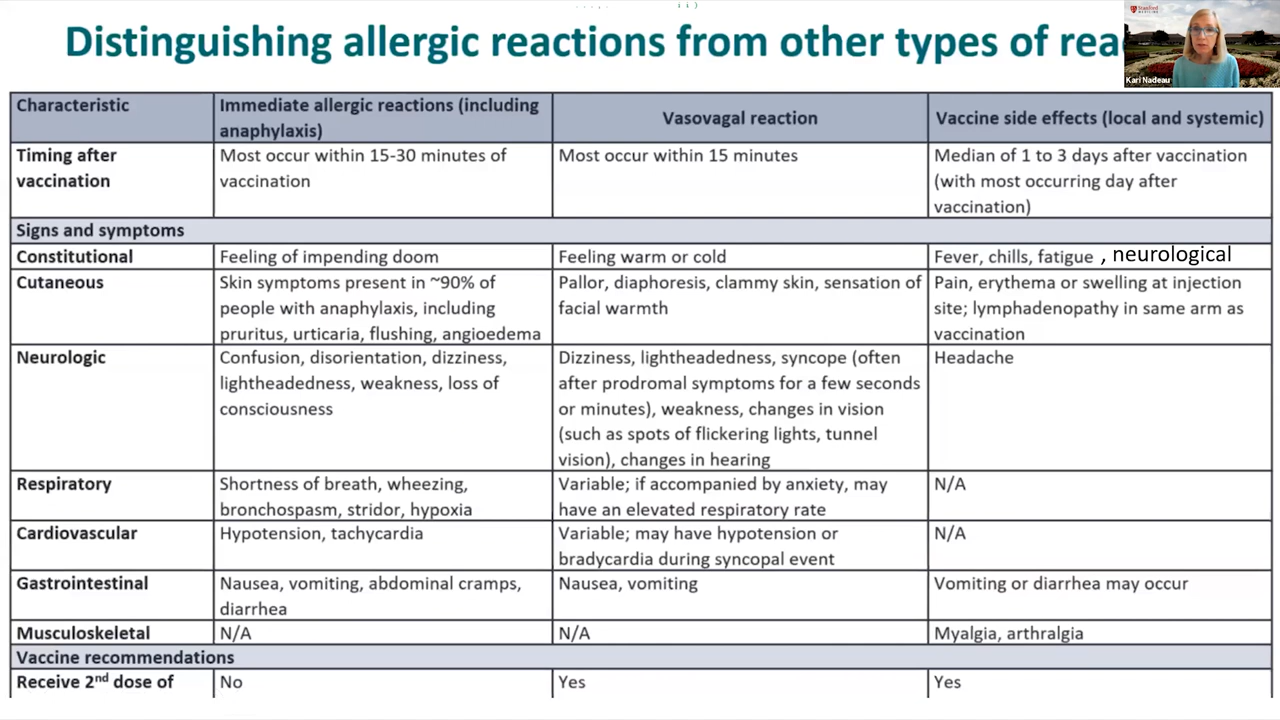 Distinguishing allergic reactions from other types of rea
Stanford
MEDICINE
Kari Nadeau
Characteristic
Immediate allergic reactions (including
anaphylaxis)
Vasovagal reaction
Vaccine side effects (local and systemic)
Timing after
vaccination
Most occur within 15-30 minutes of
vaccination
Most occur within 15 minutes
Median of 1 to 3 days after vaccination
(with most occurring day after
vaccination)
Signs and symptoms
Constitutional
Feeling of impending doom
Feeling warm or cold
Fever, chills, fatigue , neurological
Cutaneous
Skin symptoms present in ~90% of
people with anaphylaxis, including
pruritus, urticaria, flushing, angioedema
Pallor, diaphoresis, clammy skin, sensation of
facial warmth
Pain, erythema or swelling at injection
site; lymphadenopathy in same arm as
vaccination
Neurologic
Confusion, disorientation, dizziness,
lightheadedness, weakness, loss of
consciousness
Dizziness, lightheadedness, syncope (often
after prodromal symptoms for a few seconds
or minutes), weakness, changes in vision
(such as spots of flickering lights, tunnel
vision), changes in hearing
Headache
Respiratory
Shortness of breath, wheezing,
bronchospasm, stridor, hypoxia
Variable; if accompanied by anxiety, may
have an elevated respiratory rate
N/A
Cardiovascular
Hypotension, tachycardia
Variable; may have hypotension or
bradycardia during syncopal event
N/A
Gastrointestinal
Nausea, vomiting, abdominal cramps,
diarrhea
Nausea, vomiting
Vomiting or diarrhea may occur
Musculoskeletal
N/A
N/A
Myalgia, arthralgia
Vaccine recommendations
Receive 2nd dose of
No
Yes
Yes